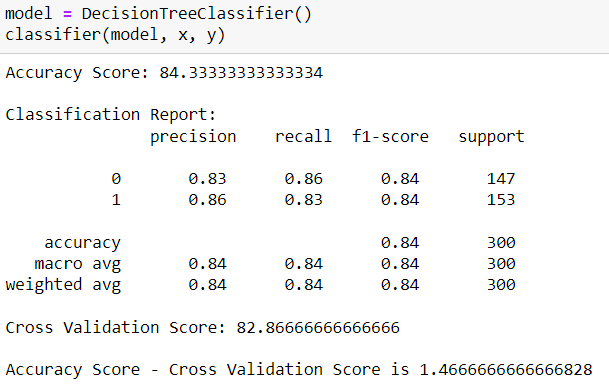 model = DecisionTreeClassifier()
classifier(model, x, y)
Accuracy Score: 84.33333333333334
Classification Report:
precision recall f1-score support
0 0.83 0.86 0.84 147
1 0.86 0.83 0.84 153
accuracy 0.84 300
macro avg 0.84 0.84 0.84 300
weighted avg 0.84 0.84 0.84 300
Cross Validation Score: 82.86666666666666
Accuracy Score - Cross Validation Score is 1.4666666666666828